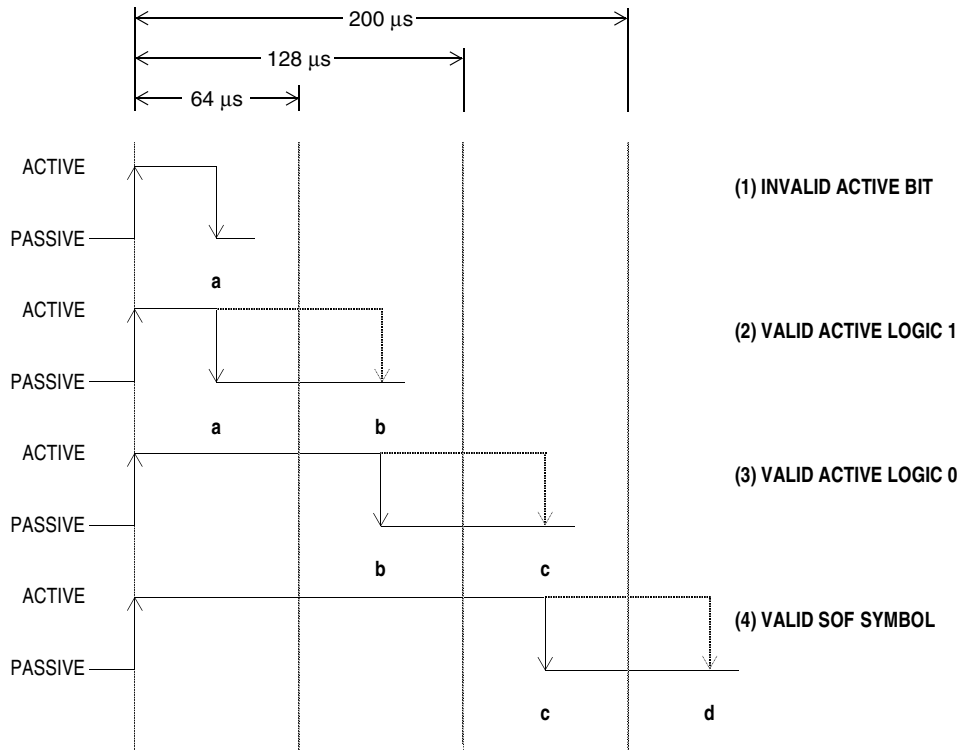 200 μs
128 μs
64 μs
ACTIVE
(1) INVALID ACTIVE BIT
PASSIVE
a
ACTIVE
(2) VALID ACTIVE LOGIC 1
PASSIVE
a b
ACTIVE
(3) VALID ACTIVE LOGIC 0
PASSIVE
b c
ACTIVE
(4) VALID SOF SYMBOL
PASSIVE
c d